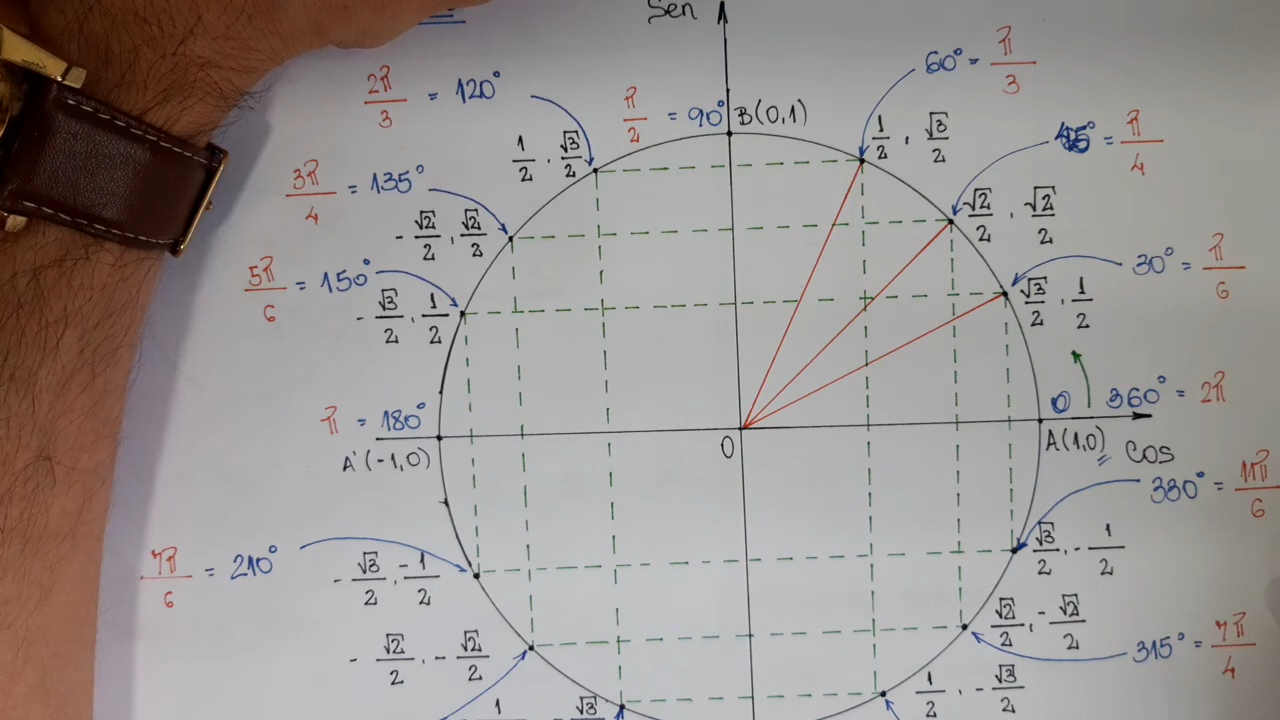 Sen
2π/3 = 120°
π/2 = 90°
B(0,1)
60° = π/3
1/2 , √3/2
1/2 , √3/2
45° = π/4
3π/4 = 135°
-√2/2 , √2/2
√2/2 , √2/2
5π/6 = 150°
-√3/2 , 1/2
30° = π/6
√3/2 , 1/2
π = 180°
A'(-1,0)
0
0 360° = 2π
A(1,0) Cos
330° = 11π/6
√3/2 , -1/2
7π/6 = 210°
-√3/2 , -1/2
-√2/2 , -√2/2
√2/2 , -√2/2
315° = 7π/4
1/2 , -√3/2
1 √3